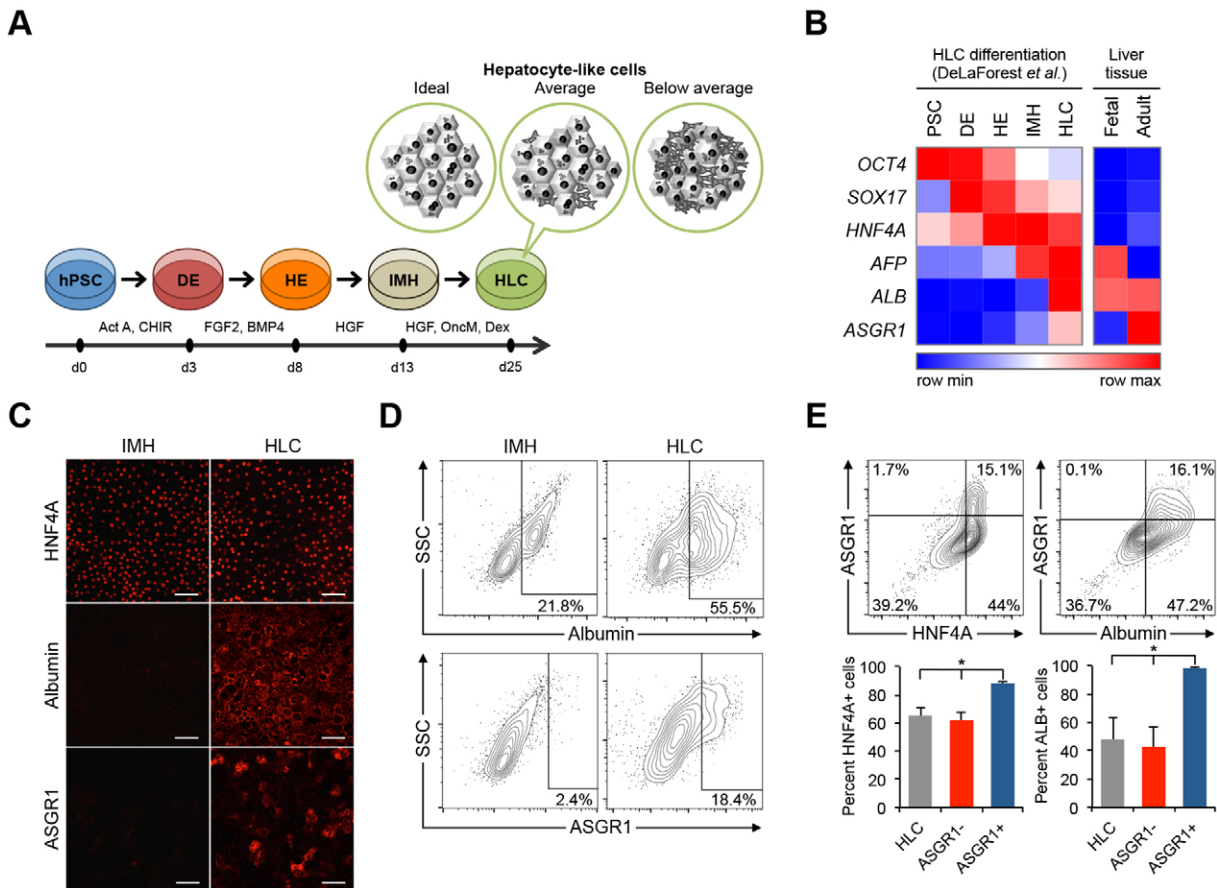 A
Hepatocyte-like cells
Ideal
Average
Below average
hPSC
DE
HE
IMH
HLC
Act A, CHIR
FGF2, BMP4
HGF
HGF, OncM, Dex
d0
d3
d8
d13
d25
B
HLC differentiation
(DeLaForest et al.)
Liver
tissue
PSC
DE
HE
IMH
HLC
Fetal
Adult
OCT4
SOX17
HNF4A
AFP
ALB
ASGR1
row min
row max
C
IMH
HLC
HNF4A
Albumin
ASGR1
D
IMH
HLC
SSC
21.8%
55.5%
Albumin
SSC
2.4%
18.4%
ASGR1
E
ASGR1
1.7%
15.1%
39.2%
44%
HNF4A
ASGR1
0.1%
16.1%
36.7%
47.2%
Albumin
Percent HNF4A+ cells
100
80
60
40
20
0
*
HLC
ASGR1-
ASGR1+
Percent ALB+ cells
100
80
60
40
20
0
*
HLC
ASGR1-
ASGR1+